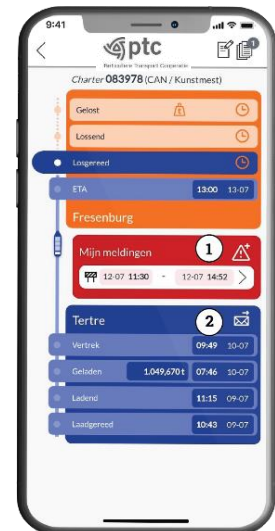 9:41
ptc
Particuliere Transport Coöperatie
Charter 083978 (CAN / Kunstmest)
Gelost
t
Lossend
Losgereed
ETA 13:00 13-07
Fresenburg
Mijn meldingen 1
12-07 11:30 - 12-07 14:52
Tertre 2
Vertrek 09:49 10-07
Geladen 1.049,670 t 07:46 10-07
Ladend 11:15 09-07
Laadgereed 10:43 09-07